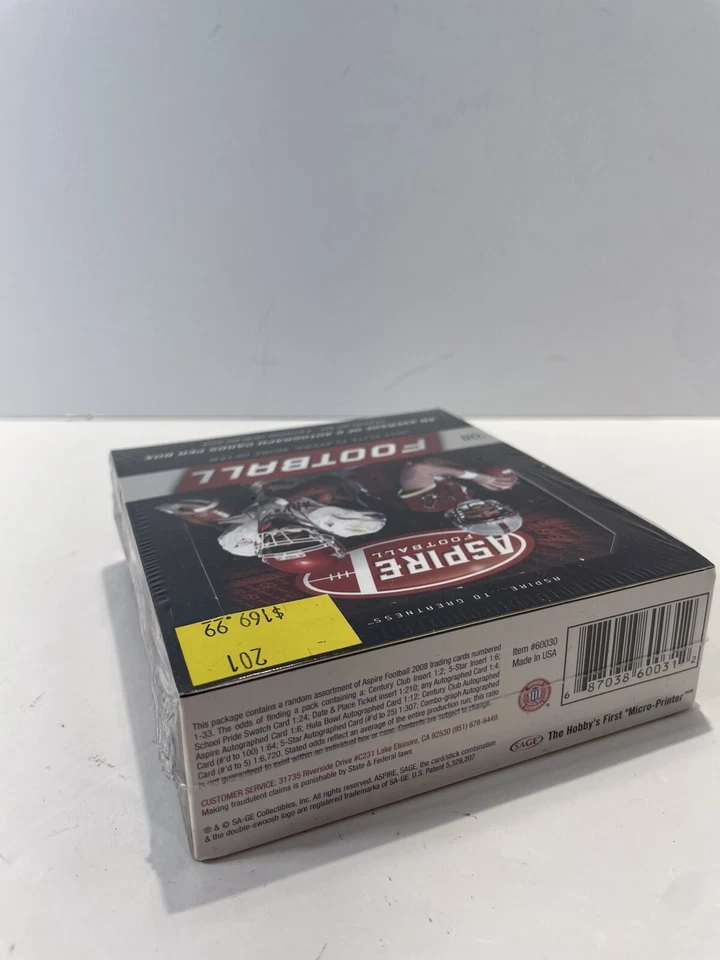 '08
AN AVERAGE OF 5 AUTOGRAPH CARDS PER BOX
FOOTBALL
ASPIRE
FOOTBALL
ASPIRE... TO GREATNESS™
$169.99
201
This package contains a random assortment of Aspire Football 2008 trading cards numbered
1-33. The odds of finding a pack containing a: Century Club Insert 1:2; 5-Star Insert 1:6;
School Pride Swatch Card 1:24; Date & Place Ticket Insert 1:210; any Autographed Card 1:4;
Aspire Autographed Card 1:6; Hula Bowl Autographed Card 1:12; Century Club Autographed
Card (#'d to 100) 1:64; 5-Star Autographed Card (#'d to 25) 1:307; Combo-graph Autographed
Card (#'d to 5) 1:6,720. Stated odds reflect an average of the entire production run; this ratio
is not guaranteed to exist within an individual box or case. Contents are subject to change.
CUSTOMER SERVICE: 31735 Riverside Drive #C231 Lake Elsinore, CA 92530 (951) 678-6449.
Making fraudulent claims is punishable by State & Federal laws
® & © SA-GE Collectibles, Inc. All rights reserved. ASPIRE, SAGE, the card/stick combination
& the double-swoosh logo are registered trademarks of SA-GE. U.S. Patent 5,328,207
Item #60030
Made in USA
6 87038 60031 2
SAGE The Hobby's First "Micro-Printer"™